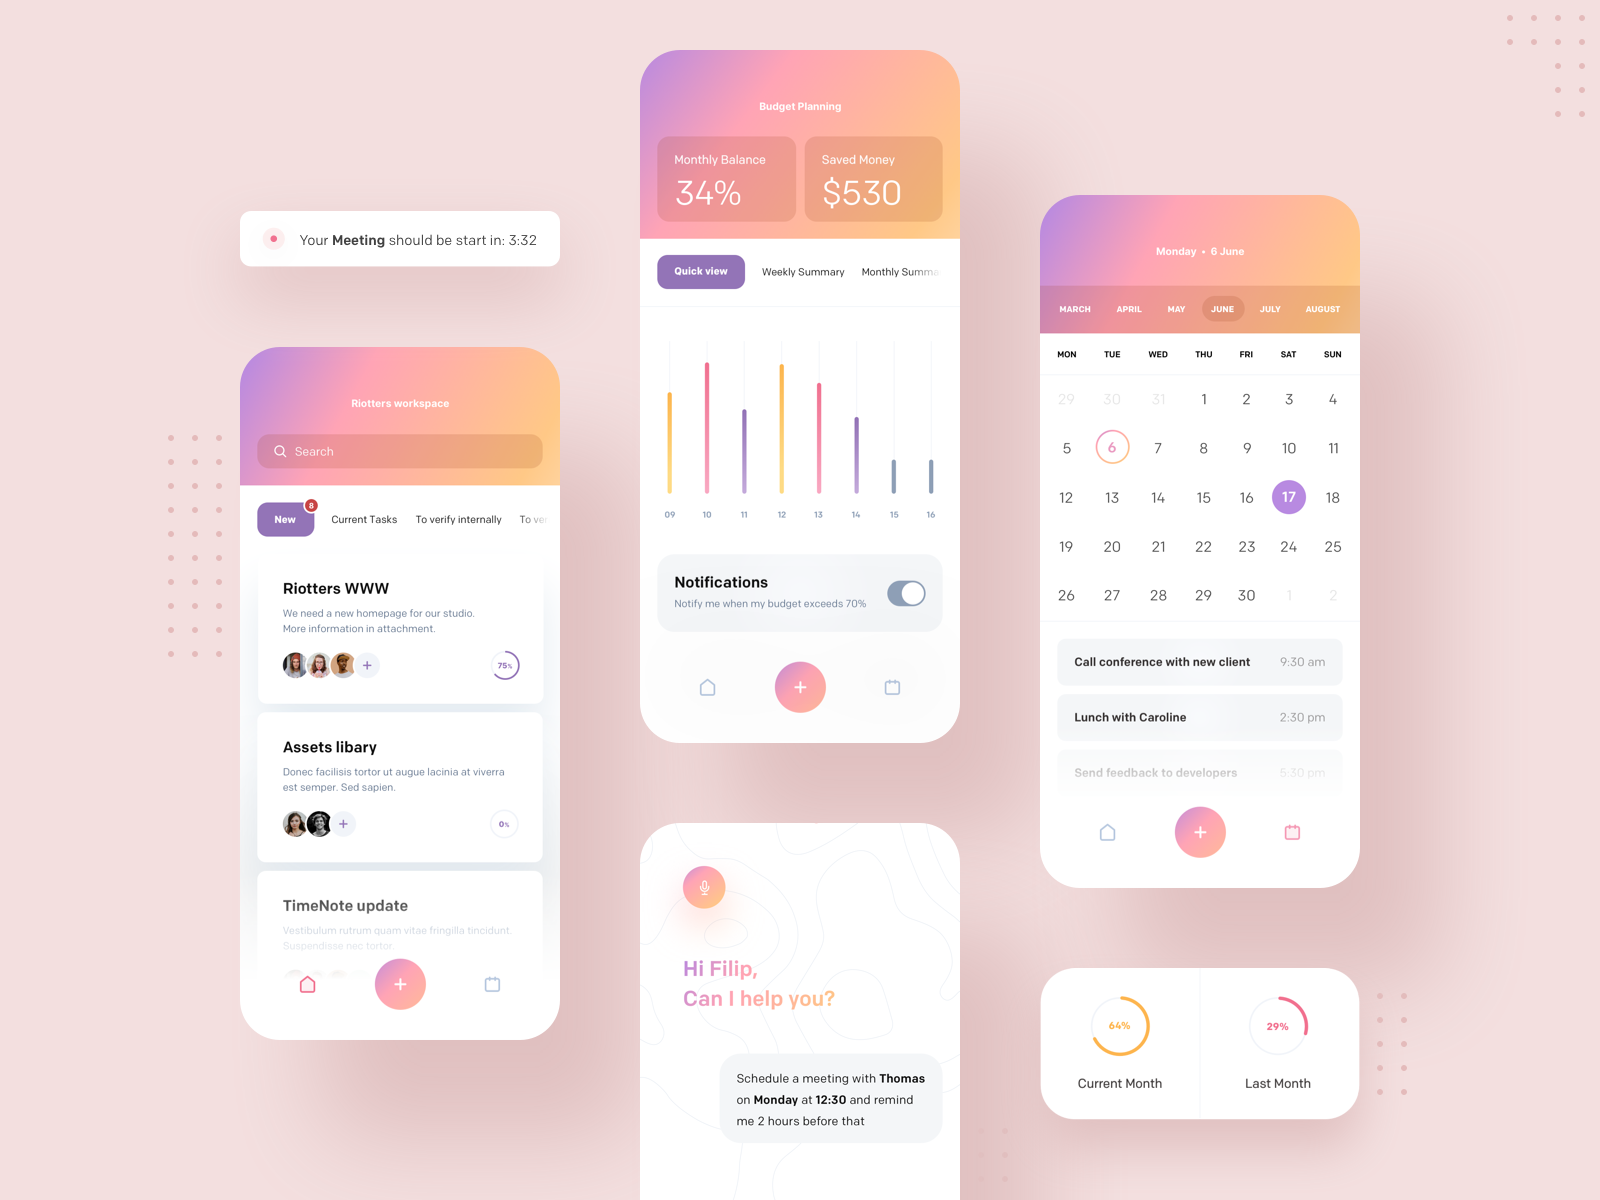 Your Meeting should be start in: 3:32
Riotters workspace
Search
New
8
Current Tasks
To verify internally
To ve
Riotters WWW
We need a new homepage for our studio.
More information in attachment.
75%
Assets libary
Donec facilisis tortor ut augue lacinia at viverra
est semper. Sed sapien.
0%
TimeNote update
Vestibulum rutrum quam vitae fringilla tincidunt.
Suspendisse nec tortor
Budget Planning
Monthly Balance
34%
Saved Money
$530
Quick view
Weekly Summary
Monthly Summa
09 10 11 12 13 14 15 16
Notifications
Notify me when my budget exceeds 70%
Hi Filip,
Can I help you?
Schedule a meeting with Thomas
on Monday at 12:30 and remind
me 2 hours before that
Monday • 6 June
MARCH APRIL MAY JUNE JULY AUGUST
MON TUE WED THU FRI SAT SUN
29 30 31 1 2 3 4
5 6 7 8 9 10 11
12 13 14 15 16 17 18
19 20 21 22 23 24 25
26 27 28 29 30 1 2
Call conference with new client 9:30 am
Lunch with Caroline 2:30 pm
Send feedback to developers 5:30 pm
64%
Current Month
29%
Last Month